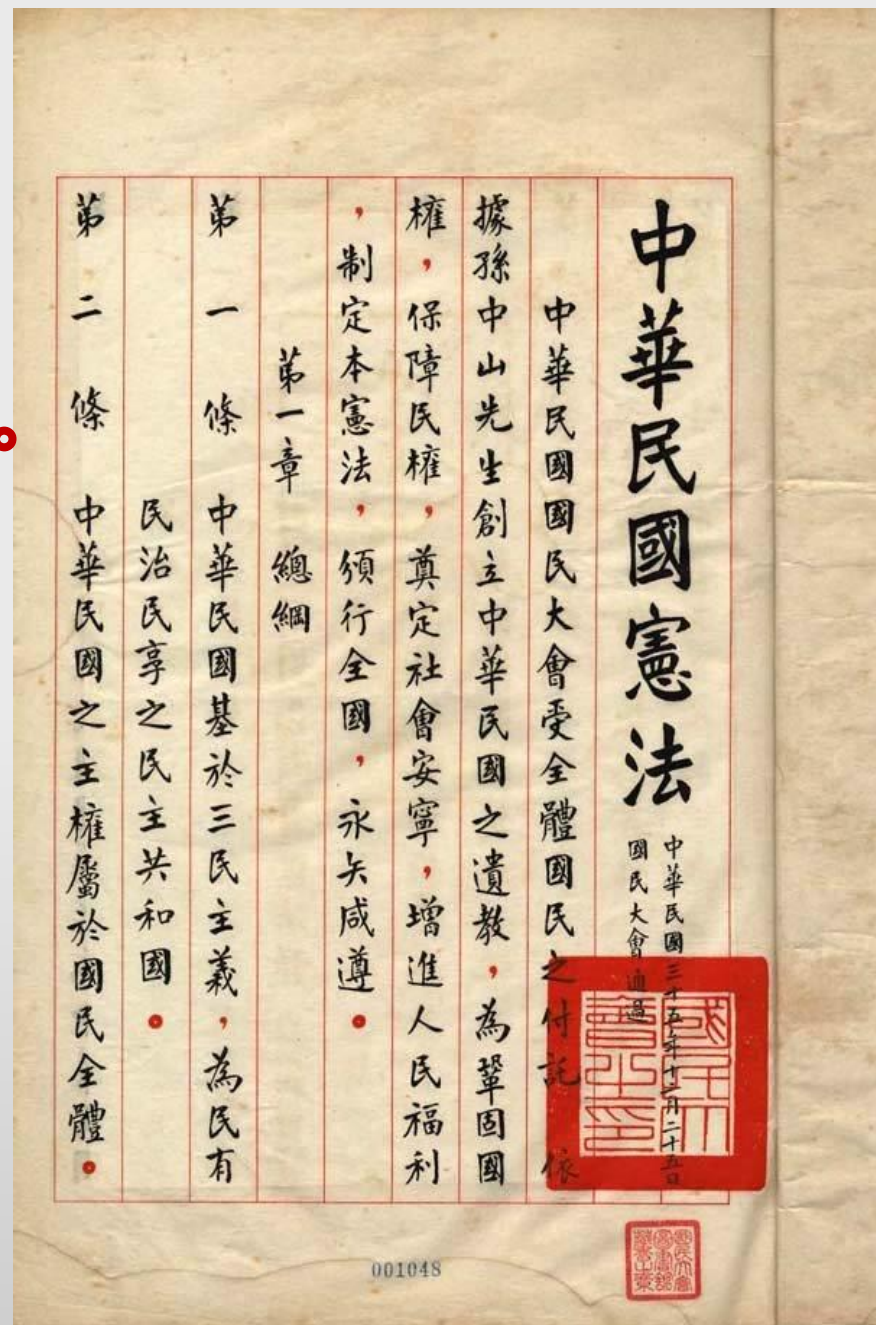 中華民國憲法
中華民國三十五年十二月二十五日
國民大會通過
中華民國國民大會受全體國民之付託 依
據孫中山先生創立中華民國之遺教，為鞏固國
權，保障民權，奠定社會安寧，增進人民福利
，制定本憲法，頒行全國，永矢咸遵。
第一章 總綱
第一條 中華民國基於三民主義，為民有
民治民享之民主共和國。
第二條 中華民國之主權屬於國民全體。
國民大會之印
001048